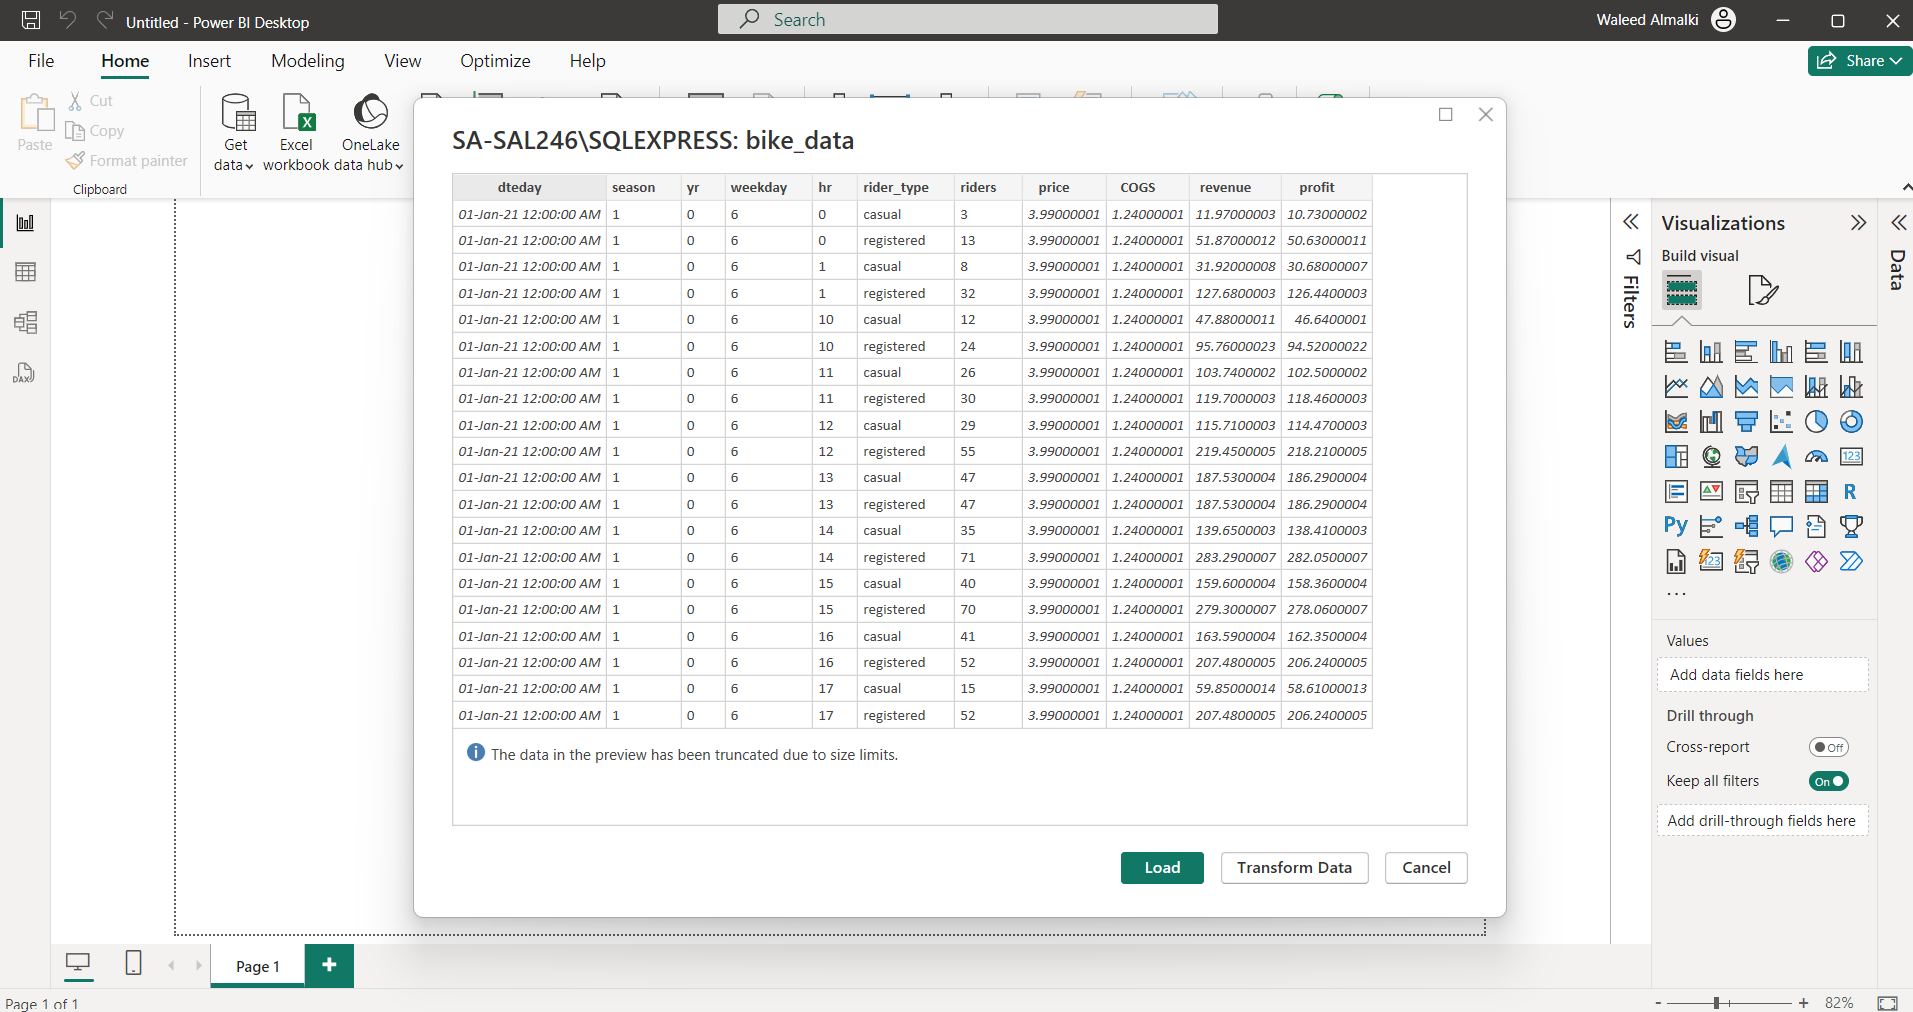 Untitled - Power BI Desktop
Search
Waleed Almalki
File Home Insert Modeling View Optimize Help
Share
Paste
Cut
Copy
Format painter
Clipboard
Get data
Excel workbook
OneLake data hub
SA-SAL246\SQLEXPRESS: bike_data
dteday season yr weekday hr rider_type riders price COGS revenue profit
01-Jan-21 12:00:00 AM 1 0 6 0 casual 3 3.99000001 1.24000001 11.97000003 10.73000002
01-Jan-21 12:00:00 AM 1 0 6 0 registered 13 3.99000001 1.24000001 51.87000012 50.63000011
01-Jan-21 12:00:00 AM 1 0 6 1 casual 8 3.99000001 1.24000001 31.92000008 30.68000007
01-Jan-21 12:00:00 AM 1 0 6 1 registered 32 3.99000001 1.24000001 127.6800003 126.4400003
01-Jan-21 12:00:00 AM 1 0 6 10 casual 12 3.99000001 1.24000001 47.88000011 46.6400001
01-Jan-21 12:00:00 AM 1 0 6 10 registered 24 3.99000001 1.24000001 95.76000023 94.52000022
01-Jan-21 12:00:00 AM 1 0 6 11 casual 26 3.99000001 1.24000001 103.7400002 102.5000002
01-Jan-21 12:00:00 AM 1 0 6 11 registered 30 3.99000001 1.24000001 119.7000003 118.4600003
01-Jan-21 12:00:00 AM 1 0 6 12 casual 29 3.99000001 1.24000001 115.7100003 114.4700003
01-Jan-21 12:00:00 AM 1 0 6 12 registered 55 3.99000001 1.24000001 219.4500005 218.2100005
01-Jan-21 12:00:00 AM 1 0 6 13 casual 47 3.99000001 1.24000001 187.5300004 186.2900004
01-Jan-21 12:00:00 AM 1 0 6 13 registered 47 3.99000001 1.24000001 187.5300004 186.2900004
01-Jan-21 12:00:00 AM 1 0 6 14 casual 35 3.99000001 1.24000001 139.6500003 138.4100003
01-Jan-21 12:00:00 AM 1 0 6 14 registered 71 3.99000001 1.24000001 283.2900007 282.0500007
01-Jan-21 12:00:00 AM 1 0 6 15 casual 40 3.99000001 1.24000001 159.6000004 158.3600004
01-Jan-21 12:00:00 AM 1 0 6 15 registered 70 3.99000001 1.24000001 279.3000007 278.0600007
01-Jan-21 12:00:00 AM 1 0 6 16 casual 41 3.99000001 1.24000001 163.5900004 162.3500004
01-Jan-21 12:00:00 AM 1 0 6 16 registered 52 3.99000001 1.24000001 207.4800005 206.2400005
01-Jan-21 12:00:00 AM 1 0 6 17 casual 15 3.99000001 1.24000001 59.85000014 58.61000013
01-Jan-21 12:00:00 AM 1 0 6 17 registered 52 3.99000001 1.24000001 207.4800005 206.2400005
The data in the preview has been truncated due to size limits.
Load Transform Data Cancel
Filters
Visualizations
Build visual
123
R
Py
123
...
Values
Add data fields here
Drill through
Cross-report Off
Keep all filters On
Add drill-through fields here
Data
DAX
Page 1
+
Page 1 of 1
- + 82%